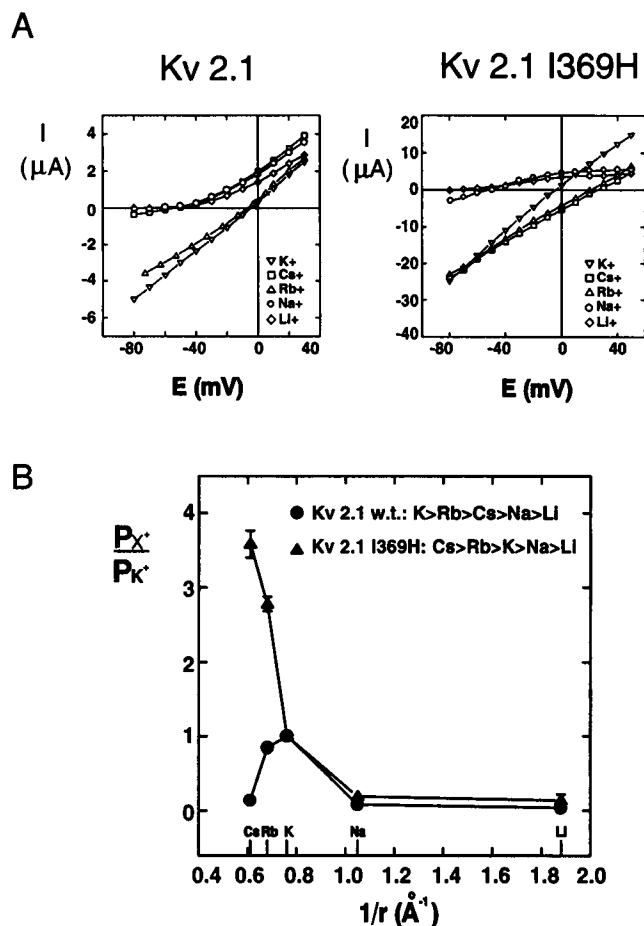 A
Kv 2.1
Kv 2.1 I369H
I
(µA)
4
2
0
-2
-4
-6
-80
-40
0
40
K+
Cs+
Rb+
Na+
Li+
E (mV)
I
(µA)
20
10
0
-10
-20
-30
-40
-80
-40
0
40
K+
Cs+
Rb+
Na+
Li+
E (mV)
B
PX+
PK+
4
3
2
1
0
Kv 2.1 w.t.: K>Rb>Cs>Na>Li
Kv 2.1 I369H: Cs>Rb>K>Na>Li
Cs Rb K Na Li
0.4 0.6 0.8 1.0 1.2 1.4 1.6 1.8 2.0
1/r (Å-1)